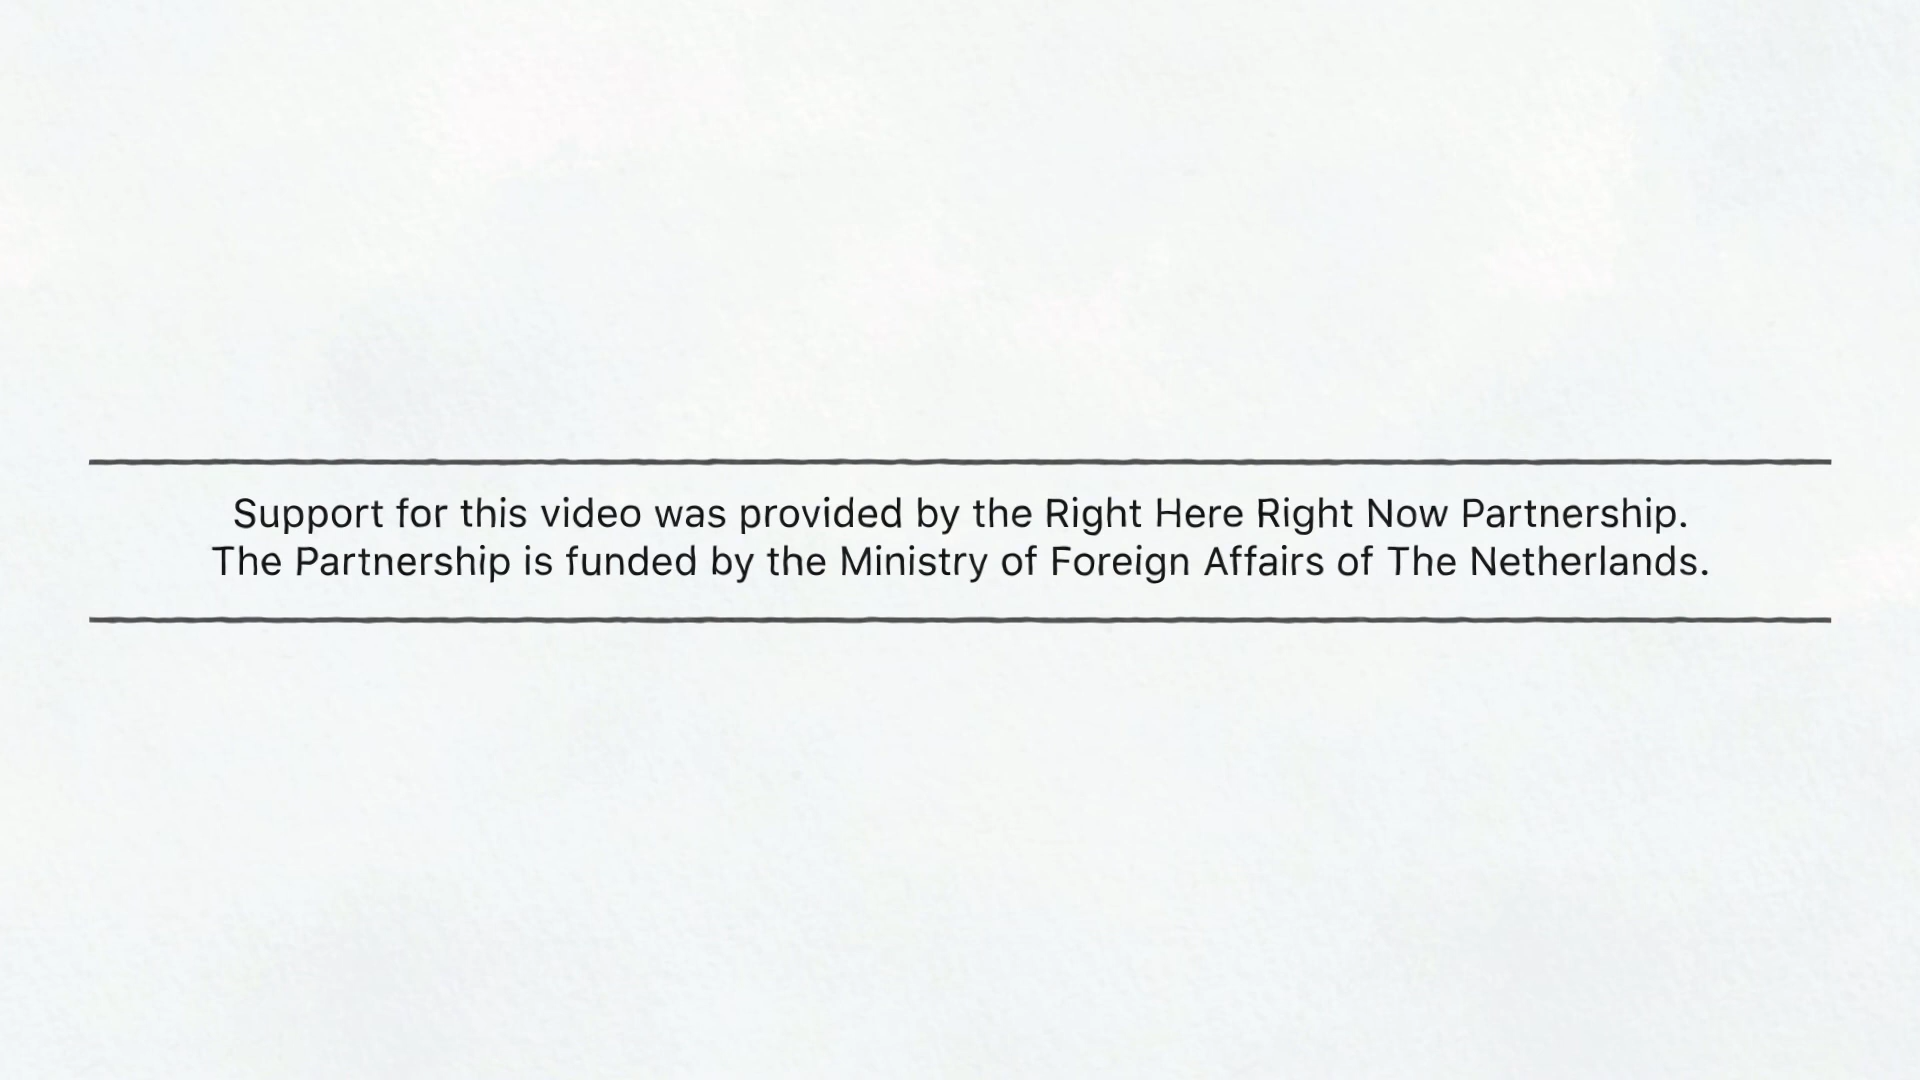 Support for this video was provided by the Right Here Right Now Partnership.
The Partnership is funded by the Ministry of Foreign Affairs of The Netherlands.